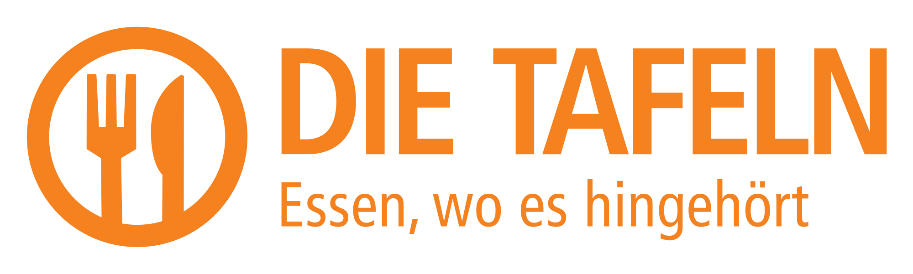 DIE TAFELN
Essen, wo es hingehört